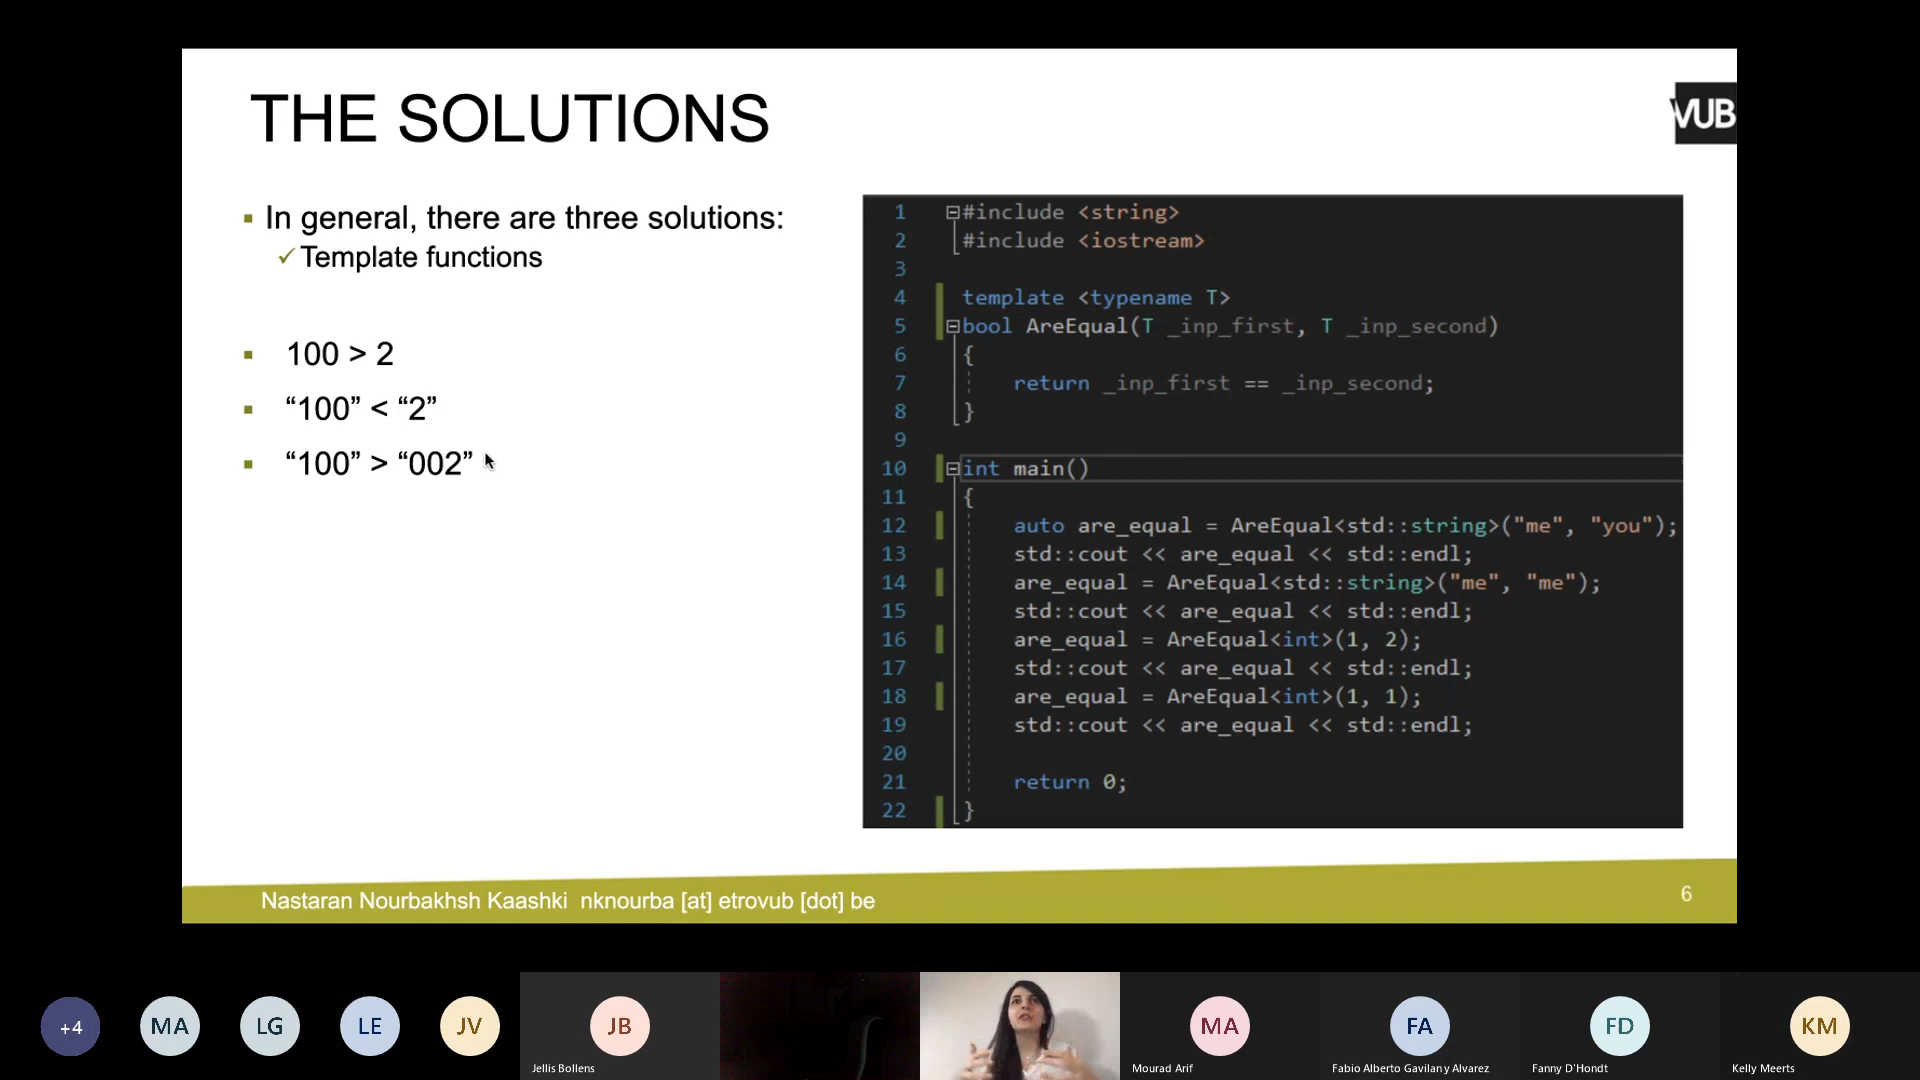 THE SOLUTIONS
VUB
In general, there are three solutions:
Template functions
100 > 2
“100” < “2”
“100” > “002”
1 #include <string>
2 #include <iostream>
3
4 template <typename T>
5 bool AreEqual(T _inp_first, T _inp_second)
6 {
7 return _inp_first == _inp_second;
8 }
9
10 int main()
11 {
12 auto are_equal = AreEqual<std::string>("me", "you");
13 std::cout << are_equal << std::endl;
14 are_equal = AreEqual<std::string>("me", "me");
15 std::cout << are_equal << std::endl;
16 are_equal = AreEqual<int>(1, 2);
17 std::cout << are_equal << std::endl;
18 are_equal = AreEqual<int>(1, 1);
19 std::cout << are_equal << std::endl;
20
21 return 0;
22 }
Nastaran Nourbakhsh Kaashki nknourba [at] etrovub [dot] be
6
+4 MA LG LE JV JB MA FA FD KM
Jellis Bollens Mourad Arif Fabio Alberto Gavilan y Alvarez Fanny D'Hondt Kelly Meerts